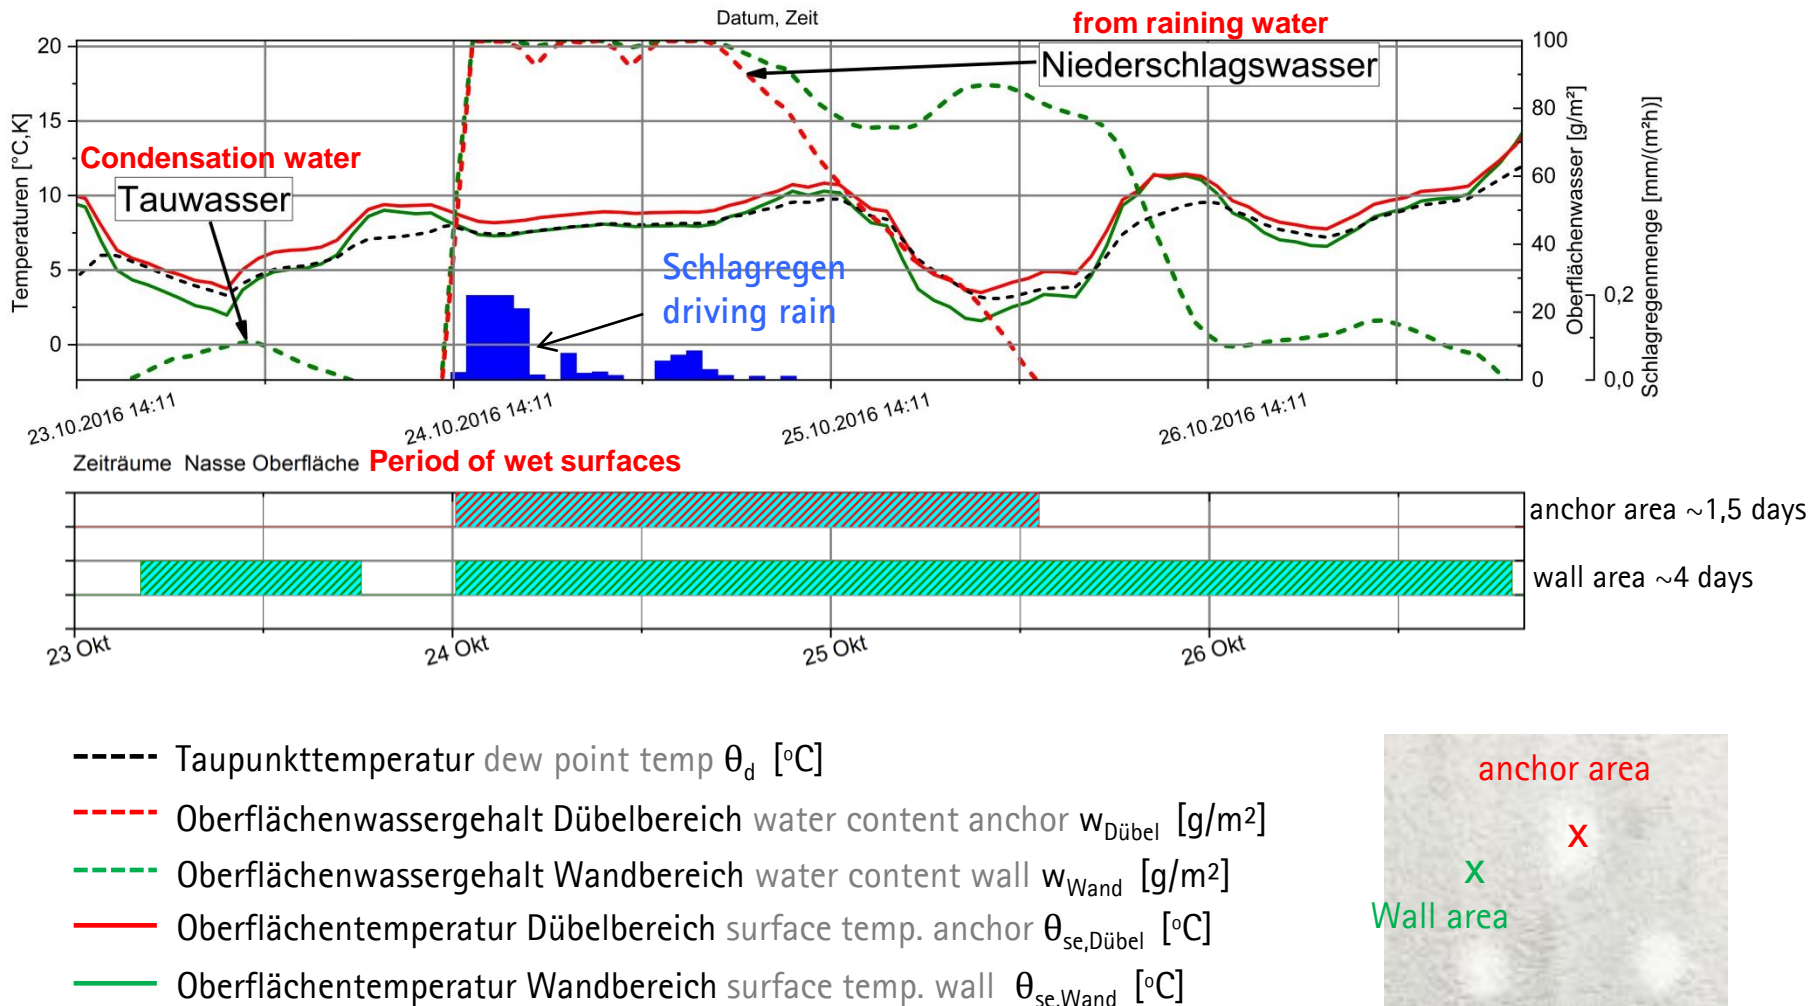 Datum, Zeit
from raining water
Niederschlagswasser
Condensation water
Tauwasser
Schlagregen
driving rain
Temperaturen [°C,K]
20
15
10
5
0
100
80
60
40
20
0
Oberflächenwasser [g/m²]
0,2
0,0
Schlagregenmenge [mm/(m²h)]
23.10.2016 14:11
24.10.2016 14:11
25.10.2016 14:11
26.10.2016 14:11
Zeiträume Nasse Oberfläche Period of wet surfaces
anchor area ~1,5 days
wall area ~4 days
23 Okt
24 Okt
25 Okt
26 Okt
Taupunkttemperatur dew point temp θd [°C]
Oberflächenwassergehalt Dübelbereich water content anchor wDübel [g/m²]
Oberflächenwassergehalt Wandbereich water content wall wWand [g/m²]
Oberflächentemperatur Dübelbereich surface temp. anchor θse,Dübel [°C]
Oberflächentemperatur Wandbereich surface temp. wall θse,Wand [°C]
anchor area
x
x
Wall area